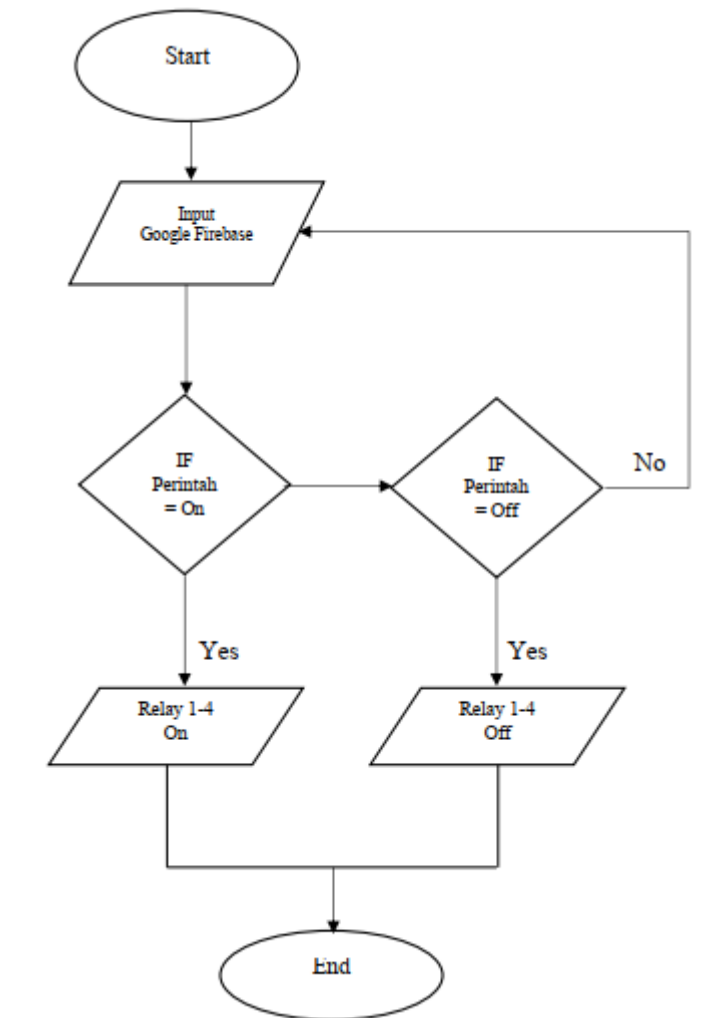 Start
Input
Google Firebase
IF
Perintah
= On
IF
Perintah
= Off
No
Yes
Yes
Relay 1-4
On
Relay 1-4
Off
End